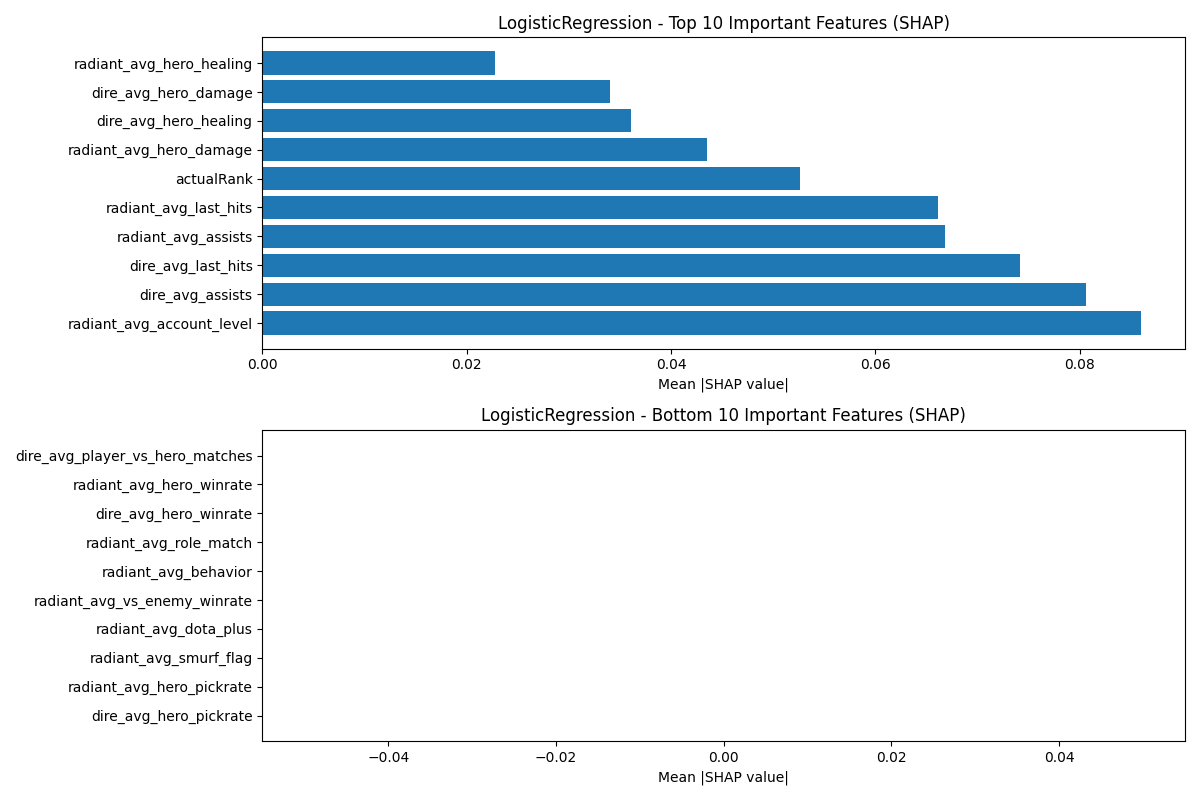 LogisticRegression - Top 10 Important Features (SHAP)
radiant_avg_hero_healing
dire_avg_hero_damage
dire_avg_hero_healing
radiant_avg_hero_damage
actualRank
radiant_avg_last_hits
radiant_avg_assists
dire_avg_last_hits
dire_avg_assists
radiant_avg_account_level
0.00 0.02 0.04 0.06 0.08
Mean |SHAP value|
LogisticRegression - Bottom 10 Important Features (SHAP)
dire_avg_player_vs_hero_matches
radiant_avg_hero_winrate
dire_avg_hero_winrate
radiant_avg_role_match
radiant_avg_behavior
radiant_avg_vs_enemy_winrate
radiant_avg_dota_plus
radiant_avg_smurf_flag
radiant_avg_hero_pickrate
dire_avg_hero_pickrate
−0.04 −0.02 0.00 0.02 0.04
Mean |SHAP value|